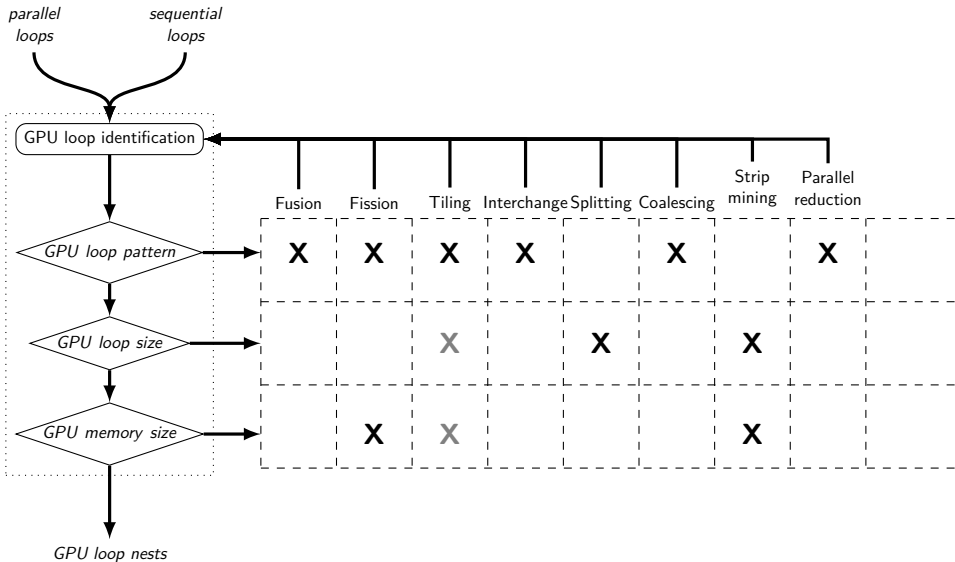 parallel
loops
sequential
loops
GPU loop identification
Fusion
Fission
Tiling
Interchange
Splitting
Coalescing
Strip
mining
Parallel
reduction
GPU loop pattern
X X X X X X
GPU loop size
X X X
GPU memory size
X X X
GPU loop nests